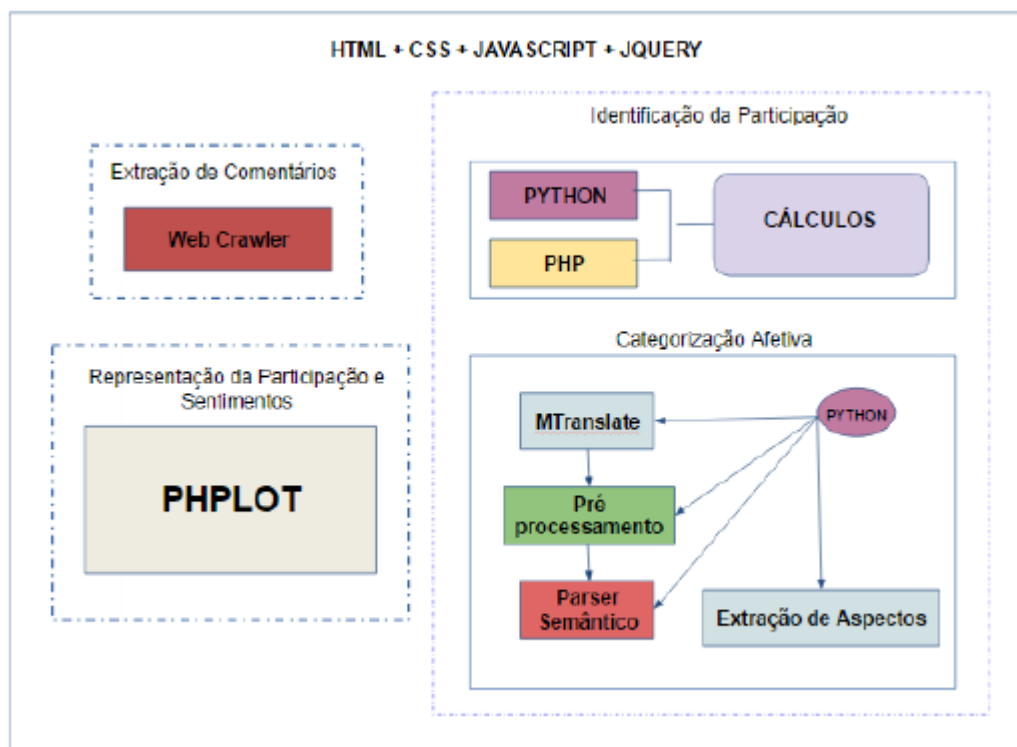 HTML + CSS + JAVASCRIPT + JQUERY
Extração de Comentários
Web Crawler
Representação da Participação e
Sentimentos
PHPLOT
Identificação da Participação
PYTHON
PHP
CÁLCULOS
Categorização Afetiva
MTranslate
PYTHON
Pré
processamento
Parser
Semântico
Extração de Aspectos